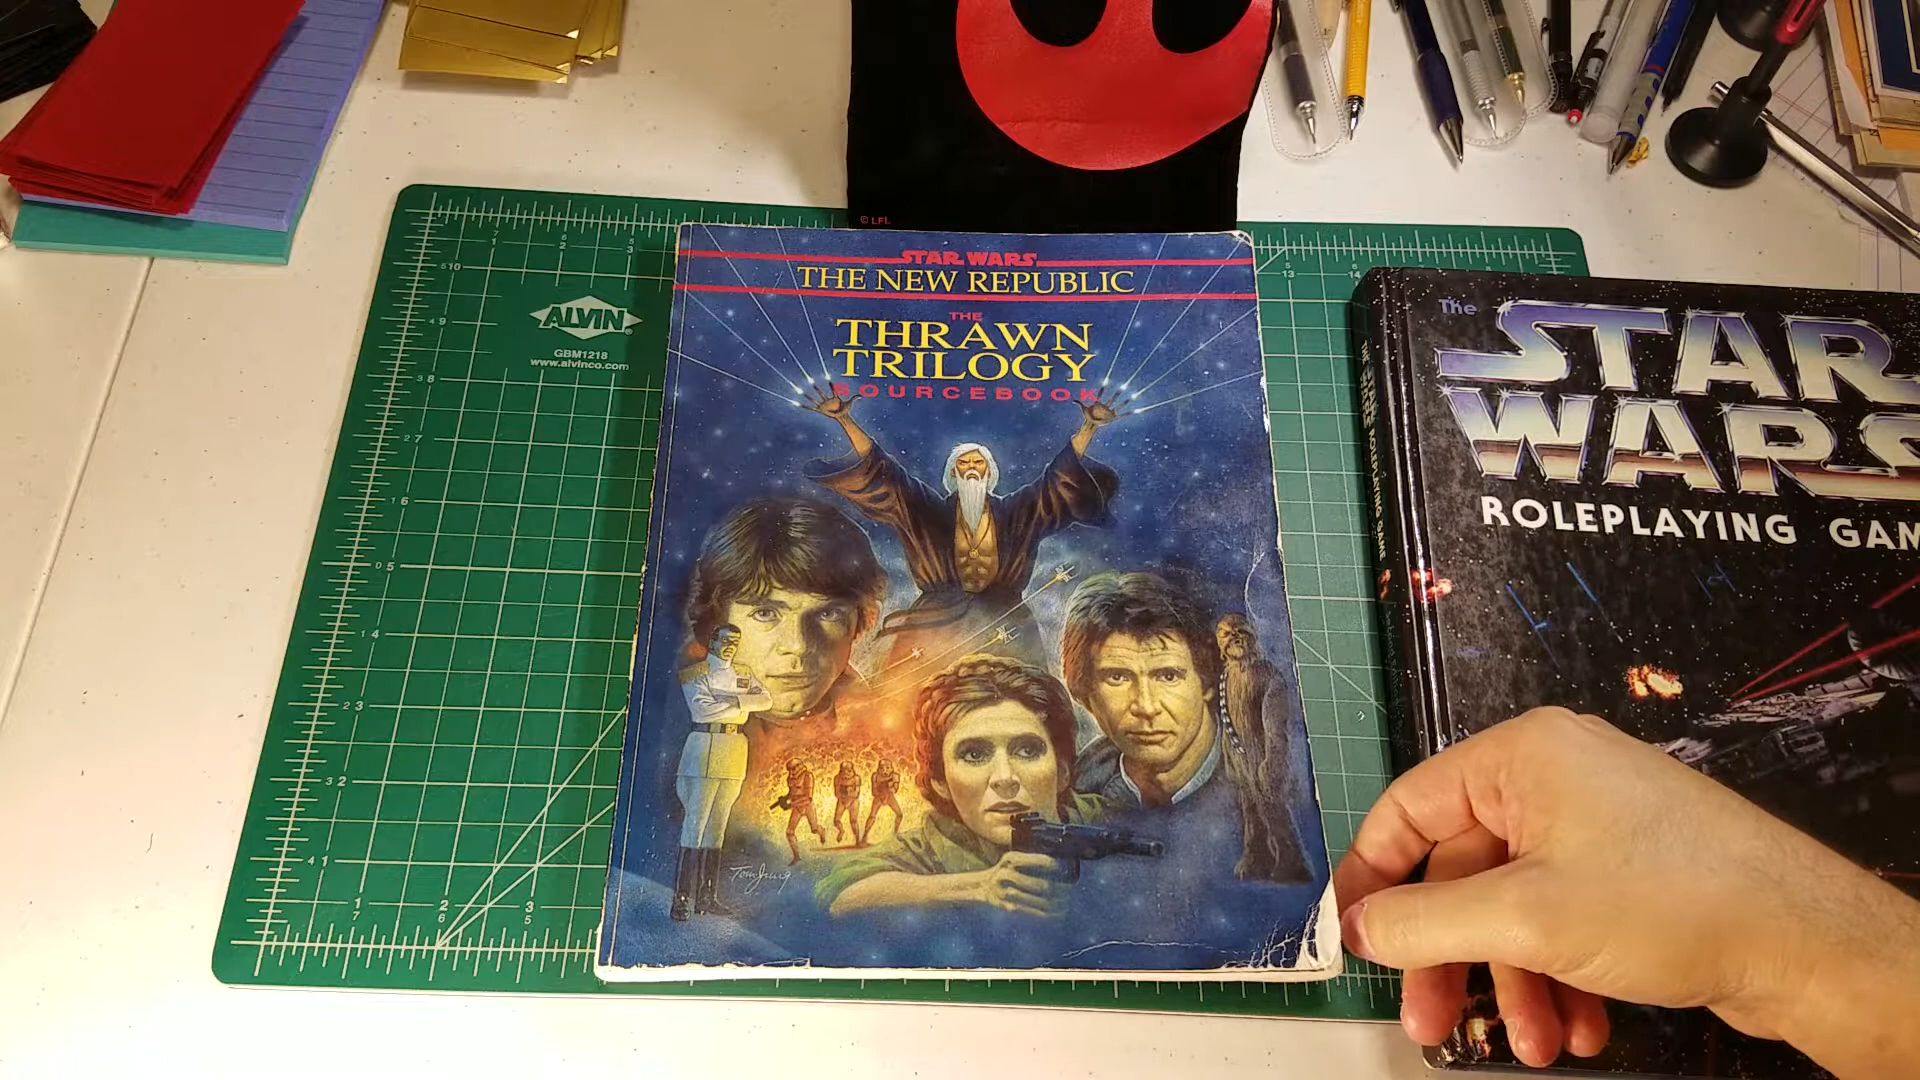 © LFL
ALVIN
GBM1218
www.alvinco.com
STAR WARS
THE NEW REPUBLIC
THE
THRAWN
TRILOGY
SOURCEBOOK
Tom Jung
The
STAR
WARS
ROLEPLAYING GAM